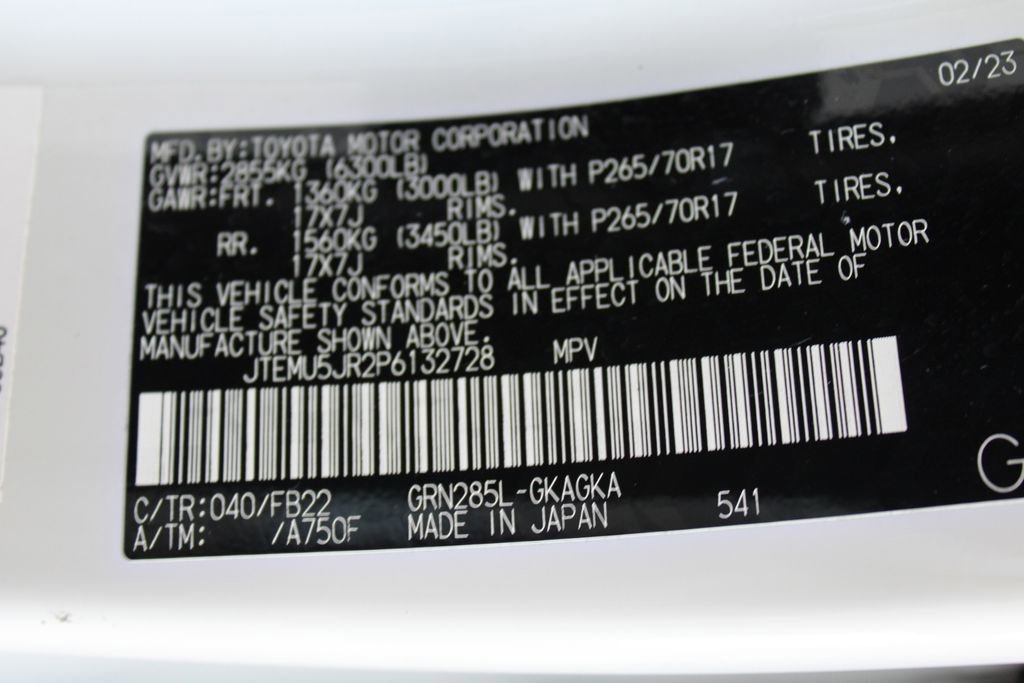 02/23
MFD.BY:TOYOTA MOTOR CORPORATION
GVWR:2855KG (6300LB)
GAWR:FRT. 1360KG (3000LB) WITH P265/70R17 TIRES,
17X7J RIMS.
RR. 1560KG (3450LB) WITH P265/70R17 TIRES,
17X7J RIMS.
THIS VEHICLE CONFORMS TO ALL APPLICABLE FEDERAL MOTOR
VEHICLE SAFETY STANDARDS IN EFFECT ON THE DATE OF
MANUFACTURE SHOWN ABOVE.
JTEMU5JR2P6132728 MPV
C/TR:040/FB22 GRN285L-GKAGKA 541
A/TM: /A750F MADE IN JAPAN
G